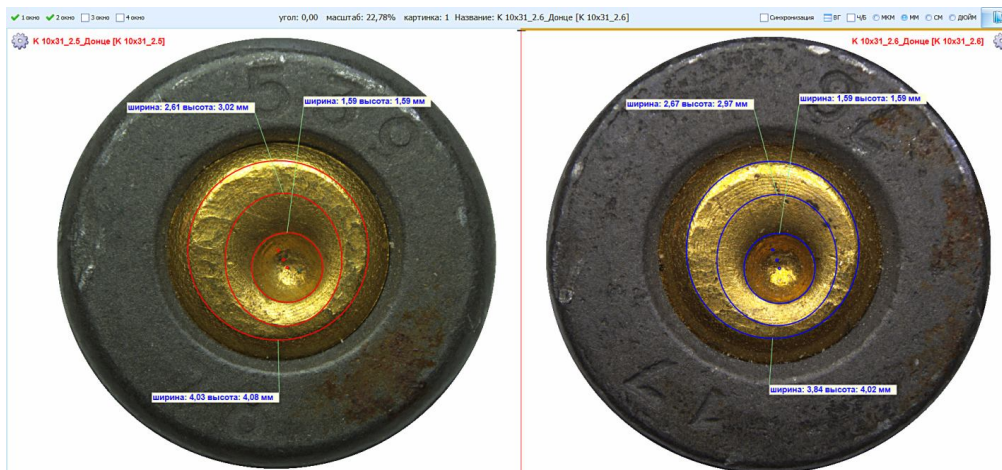 1 окно 2 окно 3 окно 4 окно угол: 0,00 масштаб: 22,78% картинка: 1 Название: K 10x31_2.6_Донце [K 10x31_2.6] Синхронизация ВГ Ч/Б МКМ ММ СМ ДЮЙМ
K 10x31_2.5_Донце [K 10x31_2.5]
ширина: 2,61 высота: 3,02 мм
ширина: 1,59 высота: 1,59 мм
ширина: 4,03 высота: 4,08 мм
K 10x31_2.6_Донце [K 10x31_2.6]
ширина: 2,67 высота: 2,97 мм
ширина: 1,59 высота: 1,59 мм
ширина: 3,84 высота: 4,02 мм
17